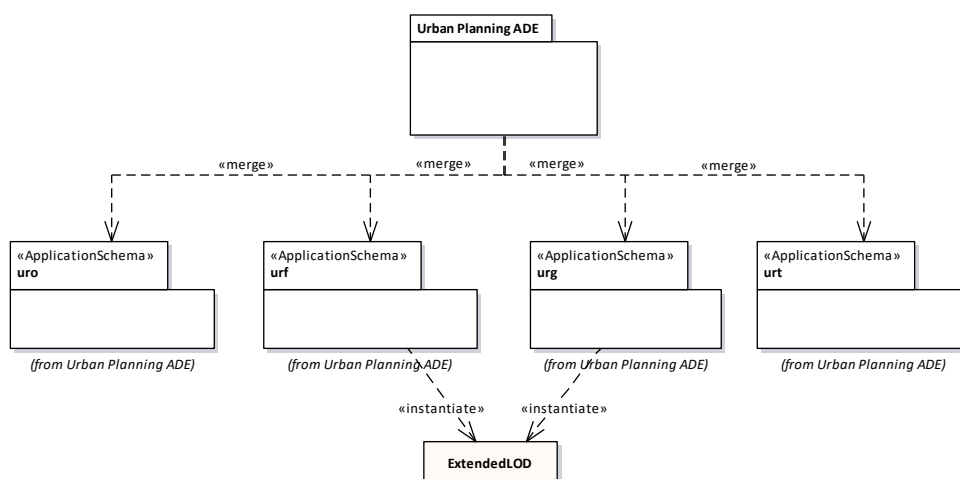 Urban Planning ADE
«merge» «merge» «merge» «merge»
«ApplicationSchema»
uro
(from Urban Planning ADE)
«ApplicationSchema»
urf
(from Urban Planning ADE)
«ApplicationSchema»
urg
(from Urban Planning ADE)
«ApplicationSchema»
urt
(from Urban Planning ADE)
«instantiate» «instantiate»
ExtendedLOD